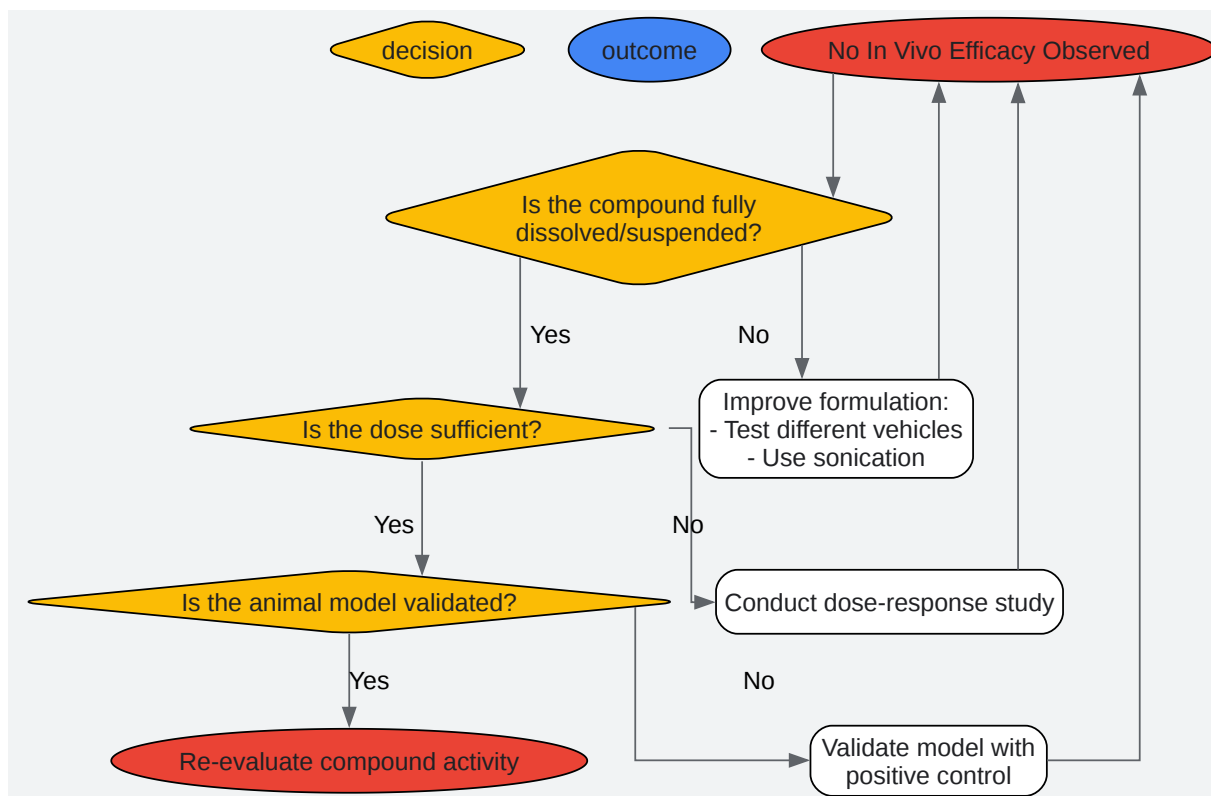 decision
outcome
No In Vivo Efficacy Observed
Is the compound fully
dissolved/suspended?
Yes
No
Improve formulation:
- Test different vehicles
- Use sonication
Is the dose sufficient?
Yes
No
Is the animal model validated?
Conduct dose-response study
Yes
No
Re-evaluate compound activity
Validate model with
positive control